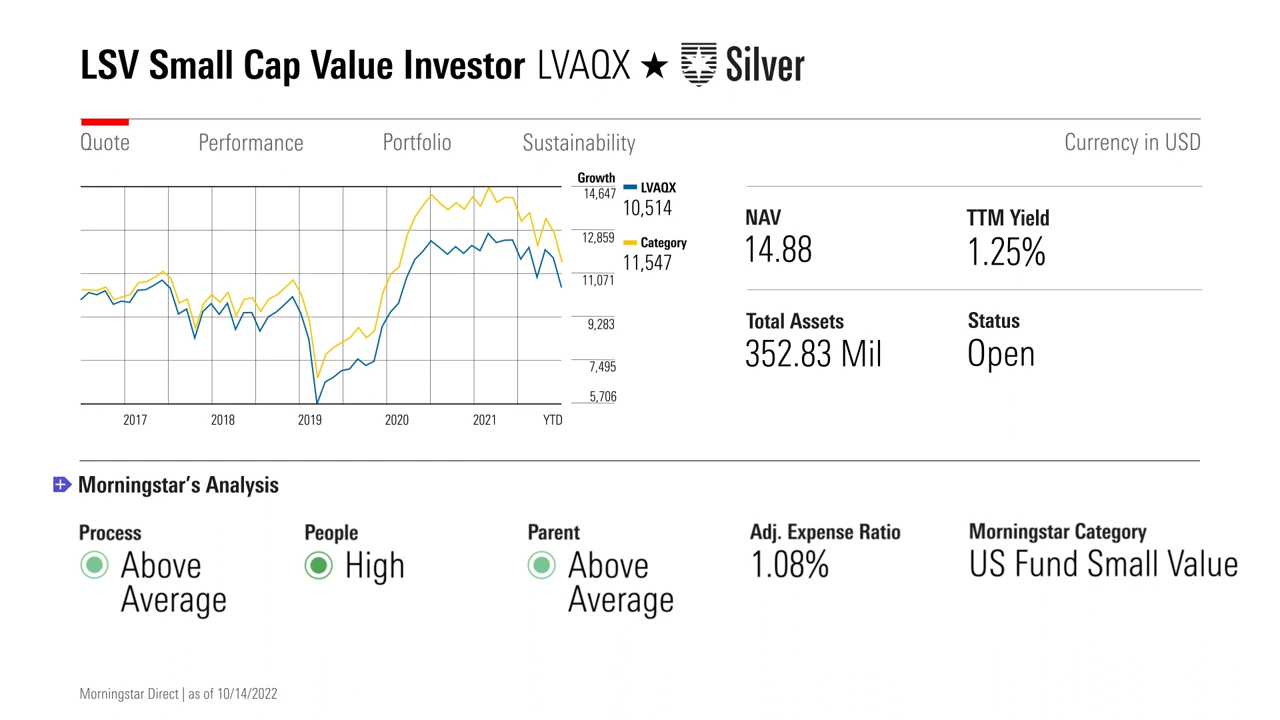 LSV Small Cap Value Investor LVAQX ★ Silver
Quote Performance Portfolio Sustainability Currency in USD
Growth
14,647
12,859
11,071
9,283
7,495
5,706
LVAQX
10,514
Category
11,547
2017 2018 2019 2020 2021 YTD
NAV
14.88
TTM Yield
1.25%
Total Assets
352.83 Mil
Status
Open
Morningstar's Analysis
Process
Above
Average
People
High
Parent
Above
Average
Adj. Expense Ratio
1.08%
Morningstar Category
US Fund Small Value
Morningstar Direct | as of 10/14/2022